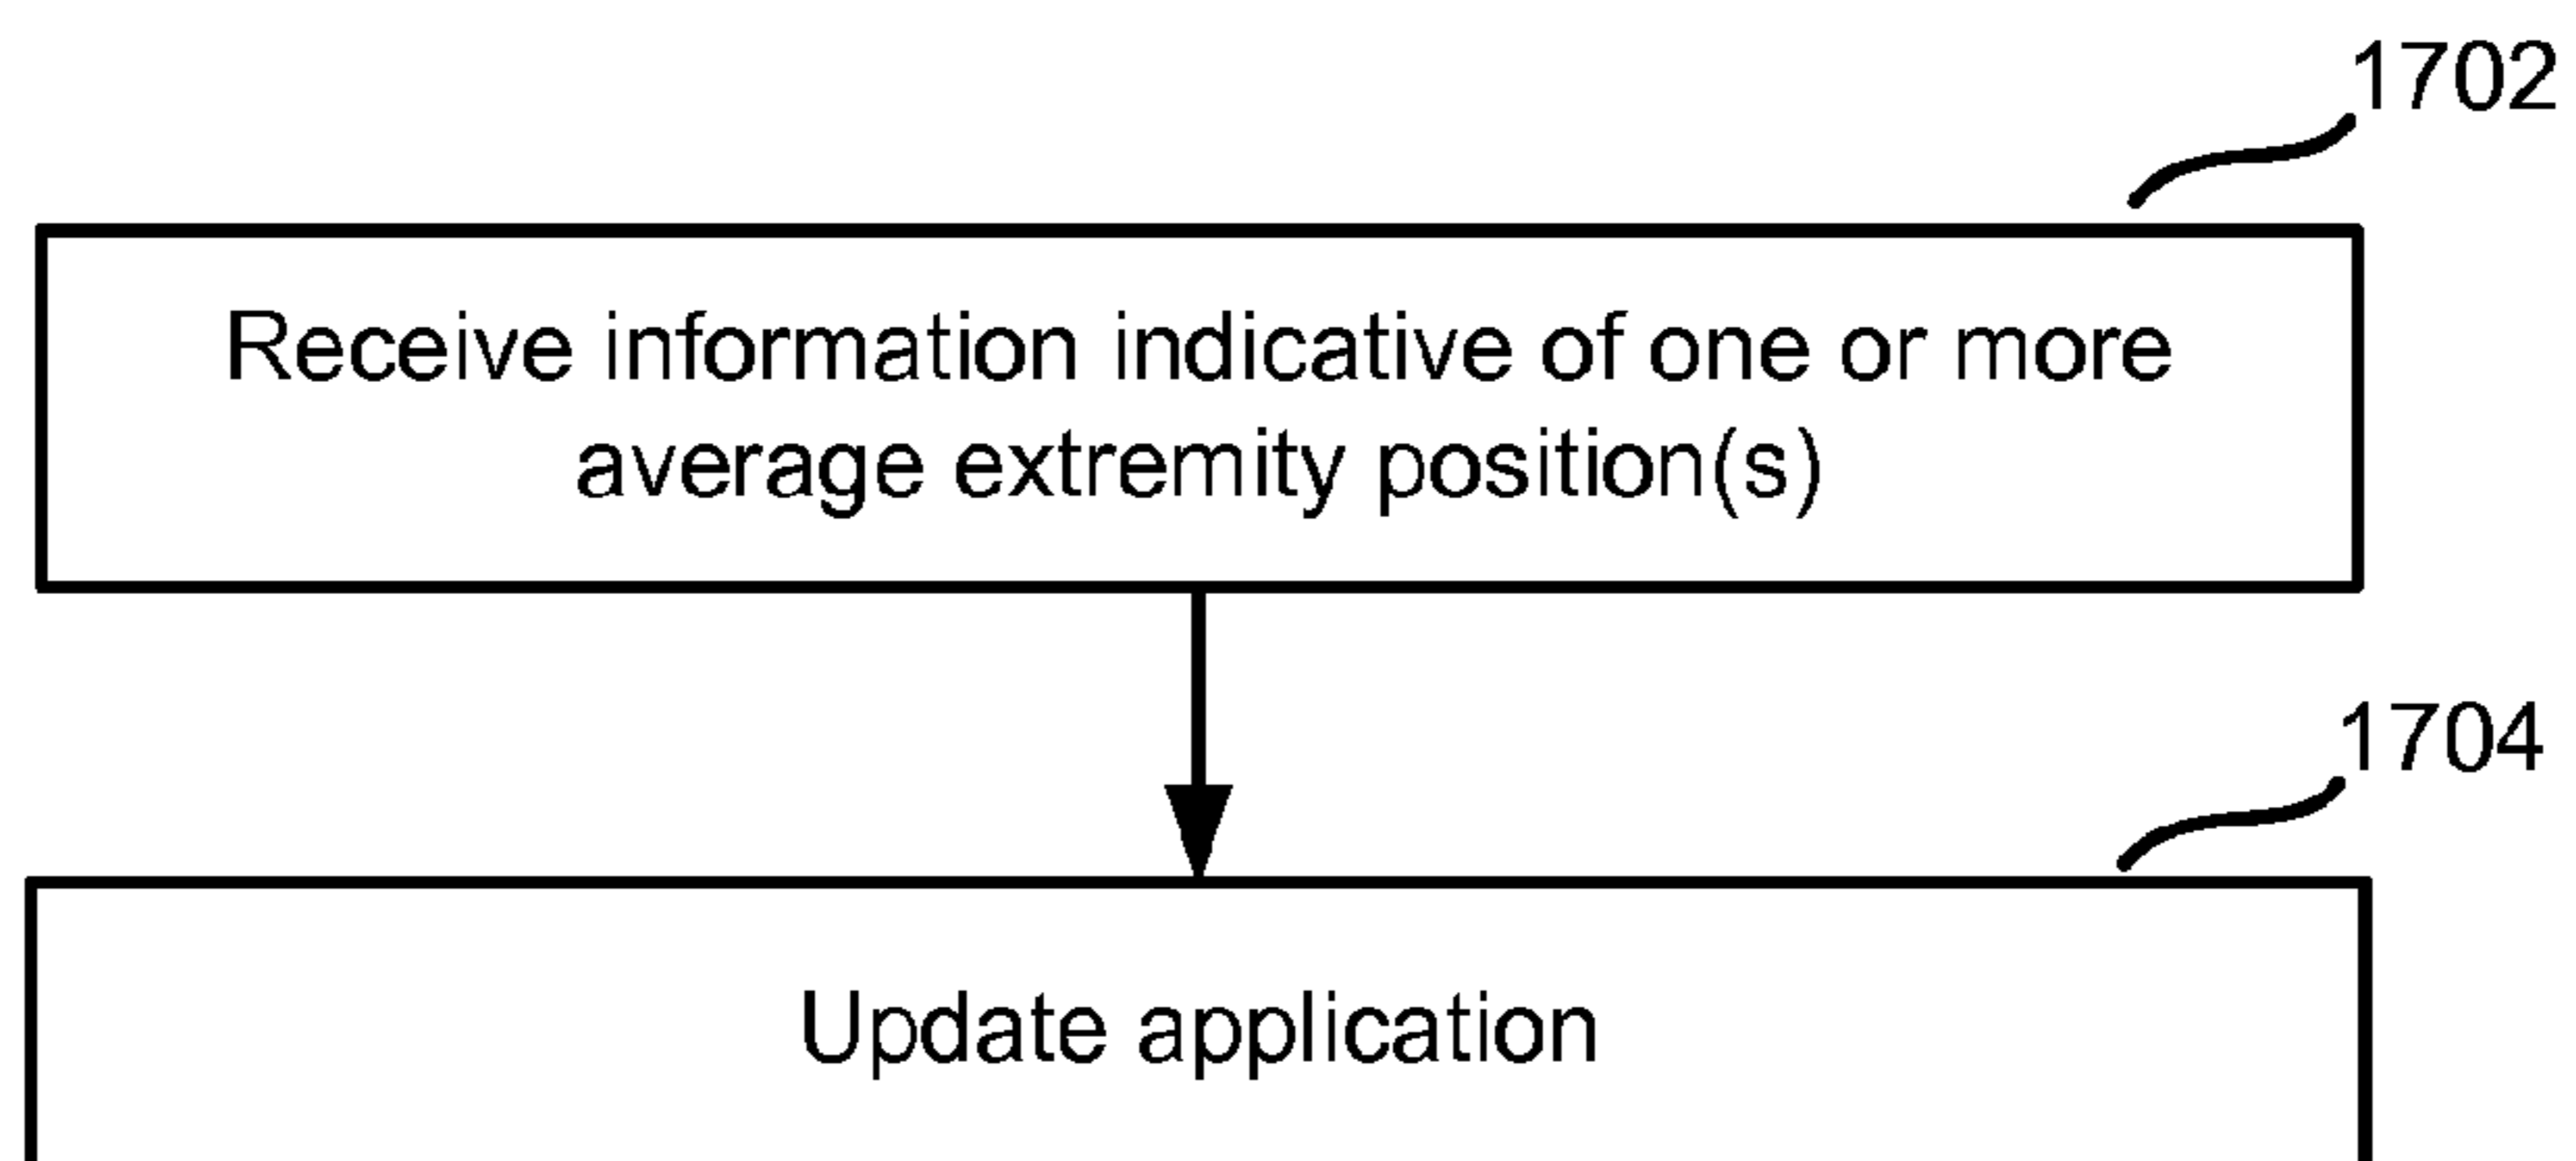 1702
Receive information indicative of one or more
average extremity position(s)
1704
Update application